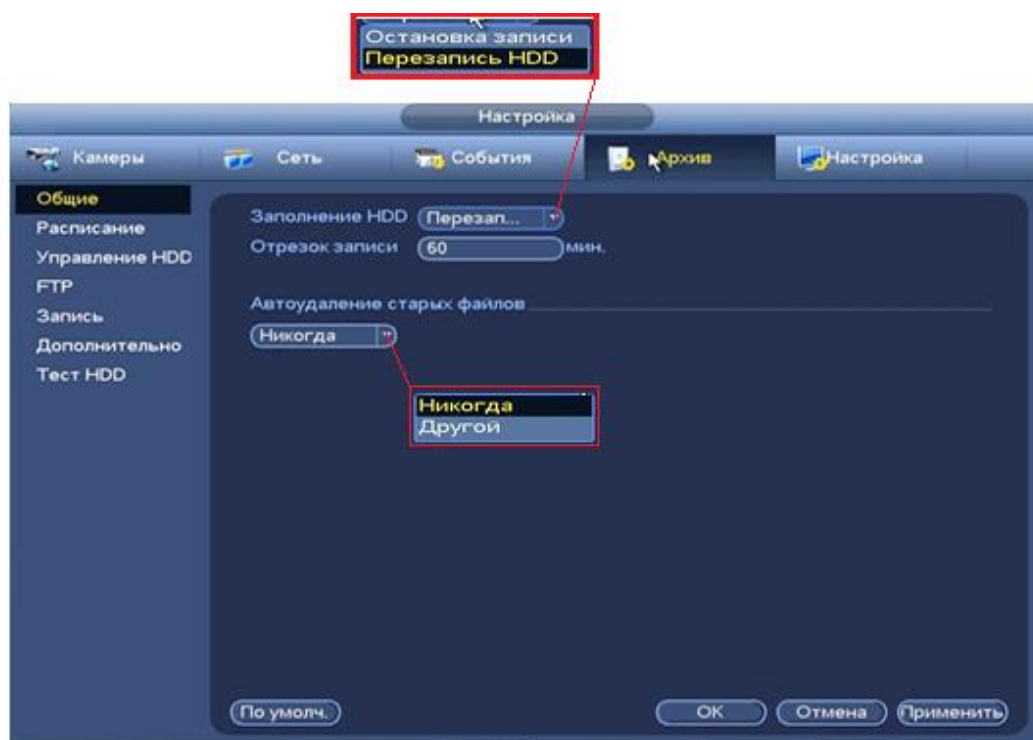 Остановка записи
Перезапись HDD
Настройка
Камеры
Сеть
События
Архив
Настройка
Общие
Расписание
Управление HDD
FTP
Запись
Дополнительно
Тест HDD
Заполнение HDD
Перезап...
Отрезок записи
60
мин.
Автоудаление старых файлов
Никогда
Никогда
Другой
По умолч.
OK
Отмена
Применить